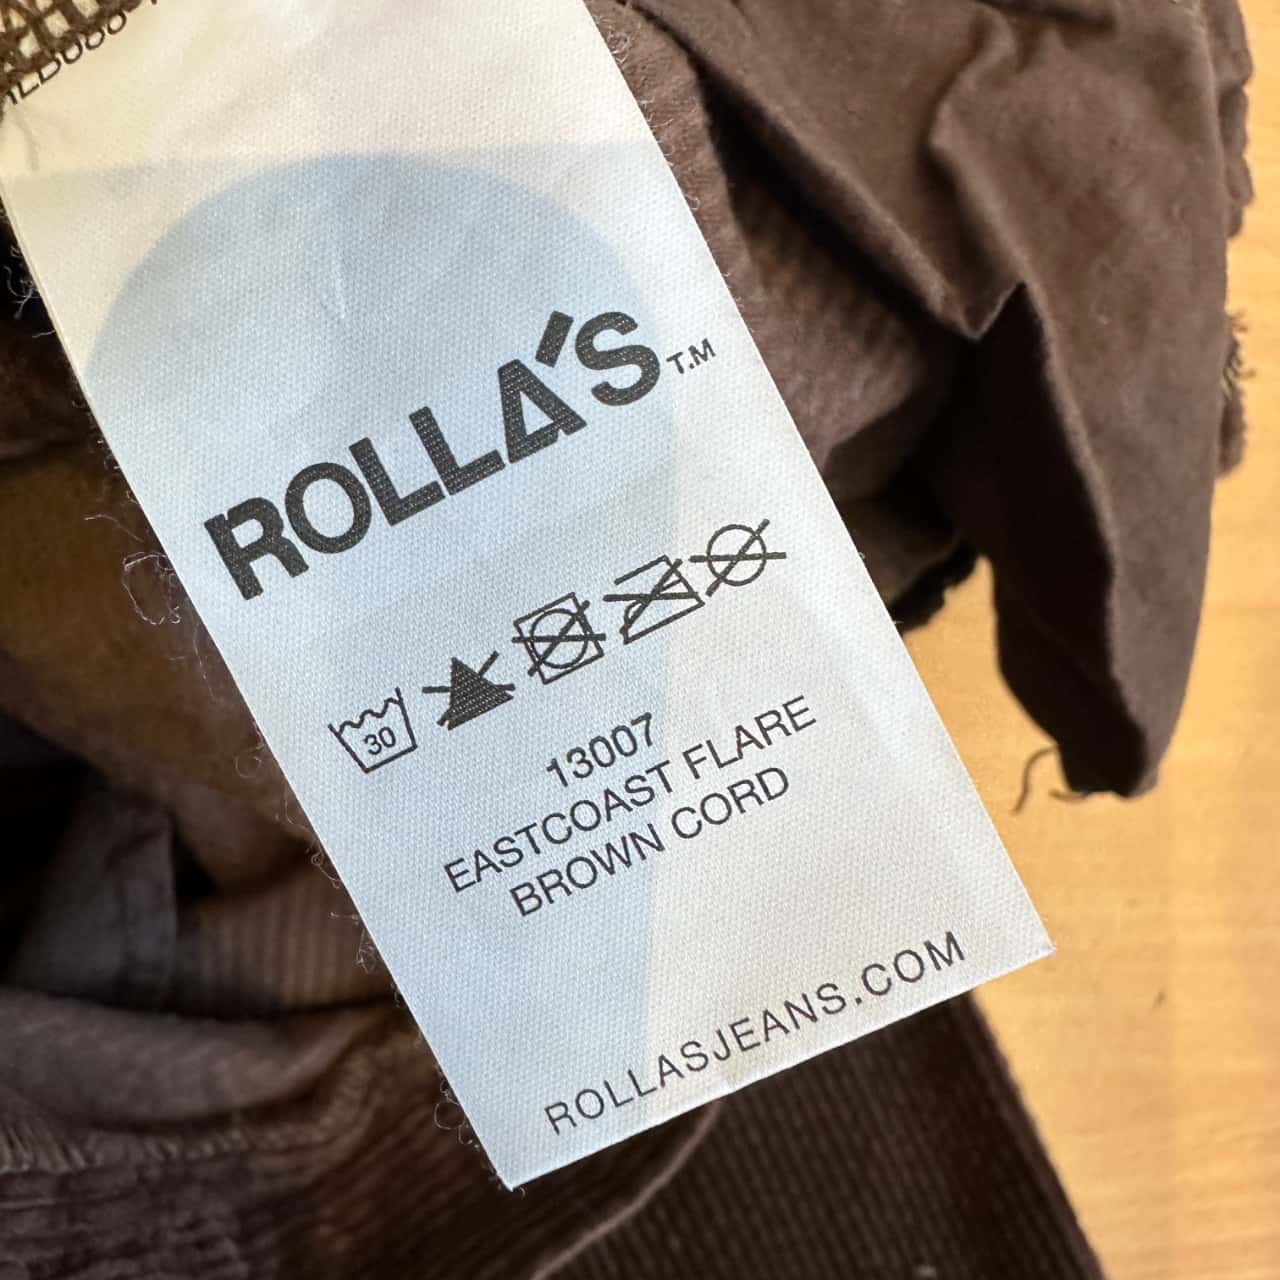 ROLLA'S T.M
30
13007
EASTCOAST FLARE
BROWN CORD
ROLLASJEANS.COM